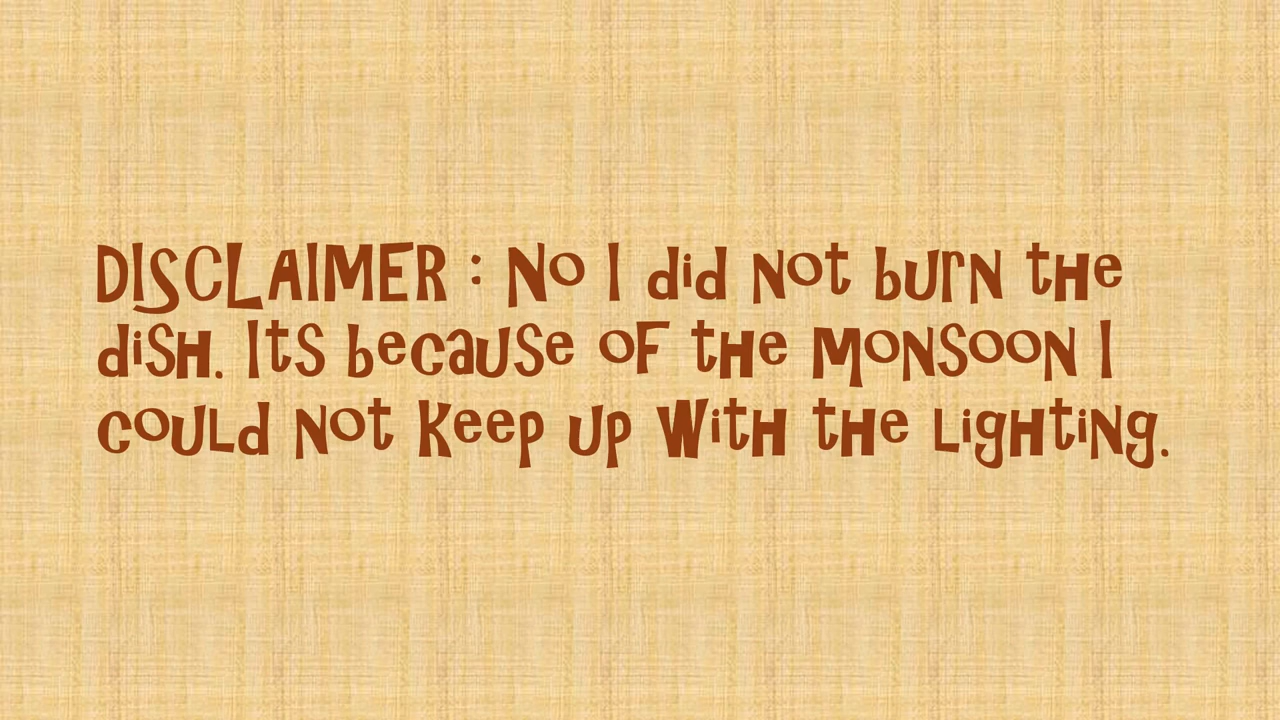 DISCLAIMER : No I did not burn the
dish. Its because of the monsoon I
could not keep up with the lighting.